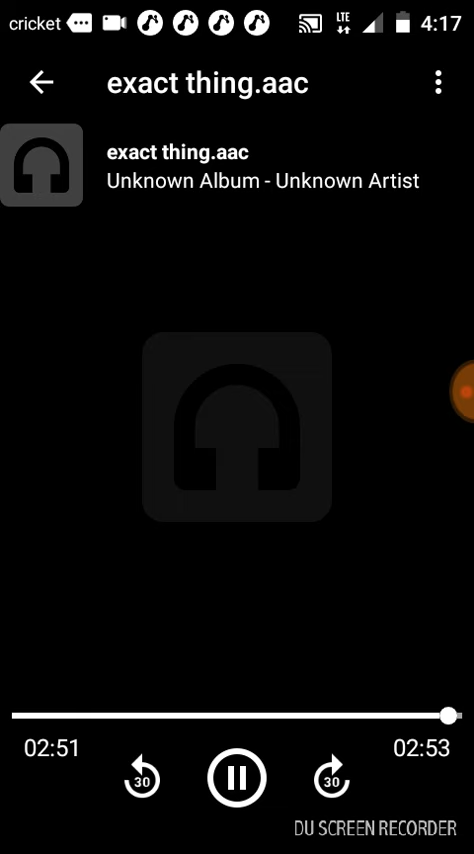 cricket LTE 4:17
exact thing.aac
exact thing.aac
Unknown Album - Unknown Artist
02:51 02:53
30 30
DU SCREEN RECORDER